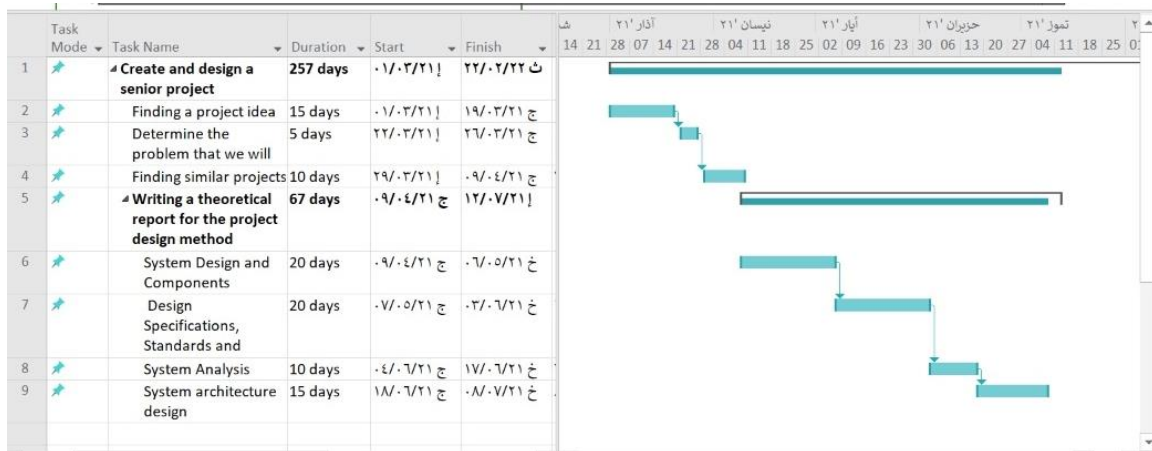 Task Mode Task Name Duration Start Finish
آذار '٢١ نيسان '٢١ أيار '٢١ حزيران '٢١ تموز '٢١
14 21 28 07 14 21 28 04 11 18 25 02 09 16 23 30 06 13 20 27 04 11 18 25
1 Create and design a 257 days إ ٠١/٠٣/٢١ ث ٢٢/٠٢/٢٢
senior project
2 Finding a project idea 15 days إ ٠١/٠٣/٢١ ج ١٩/٠٣/٢١
3 Determine the 5 days إ ٢٢/٠٣/٢١ ج ٢٦/٠٣/٢١
problem that we will
4 Finding similar projects 10 days إ ٢٩/٠٣/٢١ ج ٠٩/٠٤/٢١
5 Writing a theoretical 67 days ج ٠٩/٠٤/٢١ إ ١٢/٠٧/٢١
report for the project
design method
6 System Design and 20 days ج ٠٩/٠٤/٢١ خ ٠٦/٠٥/٢١
Components
7 Design 20 days ج ٠٧/٠٥/٢١ خ ٠٣/٠٦/٢١
Specifications,
Standards and
8 System Analysis 10 days ج ٠٤/٠٦/٢١ خ ١٧/٠٦/٢١
9 System architecture 15 days ج ١٨/٠٦/٢١ خ ٠٨/٠٧/٢١
design